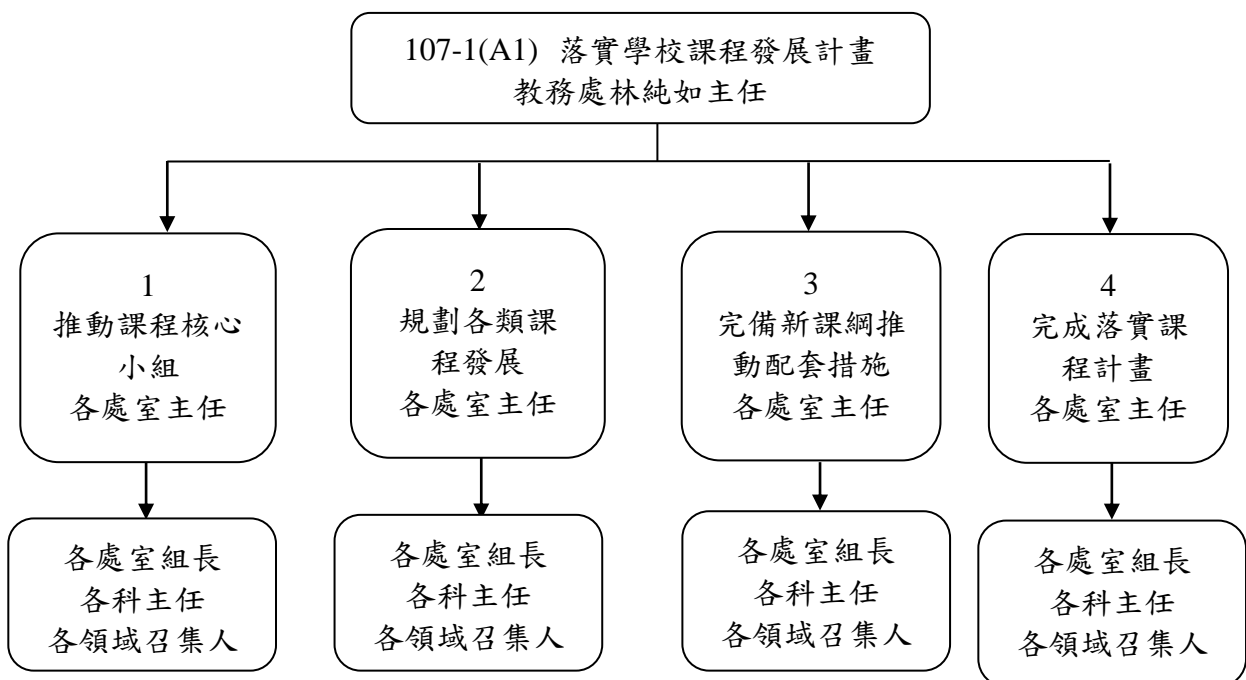 107-1(A1) 落實學校課程發展計畫
教務處林純如主任
1
推動課程核心
小組
各處室主任
2
規劃各類課
程發展
各處室主任
3
完備新課綱推
動配套措施
各處室主任
4
完成落實課
程計畫
各處室主任
各處室組長
各科主任
各領域召集人
各處室組長
各科主任
各領域召集人
各處室組長
各科主任
各領域召集人
各處室組長
各科主任
各領域召集人